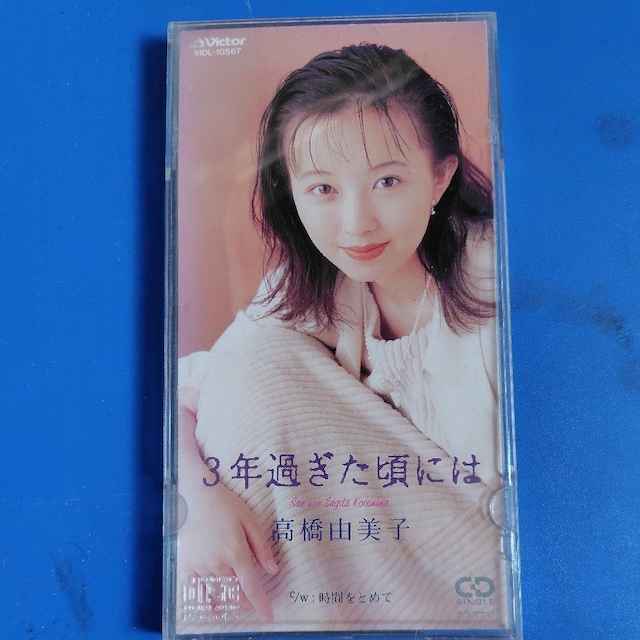 Victor
VIDL-10567
3年過ぎた頃には
San nen Sugita Koroniwa
高橋由美子
c/w:時間をとめて
CD
SINGLE